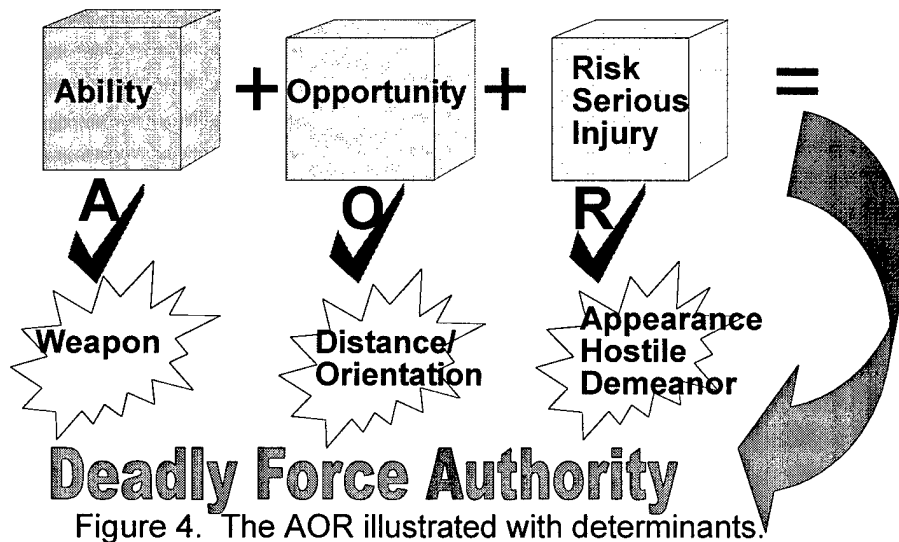 Ability + Opportunity + Risk Serious Injury =
A O R
Weapon
Distance/
Orientation
Appearance
Hostile
Demeanor
Deadly Force Authority
Figure 4. The AOR illustrated with determinants.